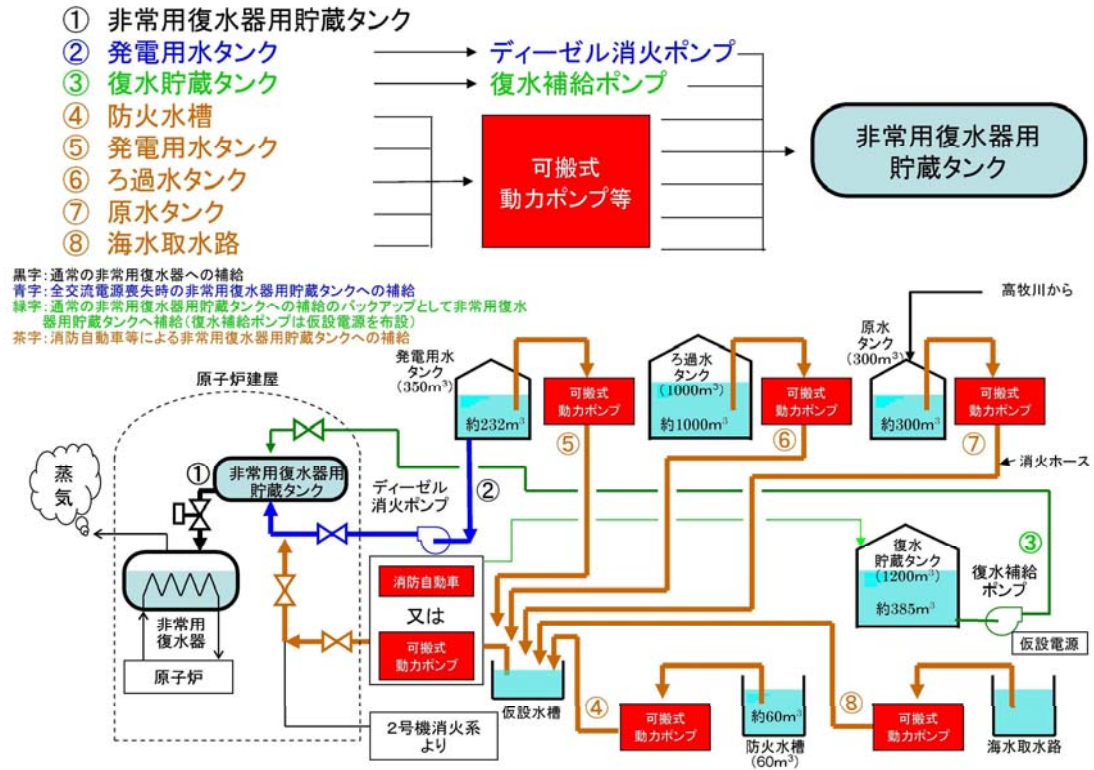 ① 非常用復水器用貯蔵タンク
② 発電用水タンク
ディーゼル消火ポンプ
③ 復水貯蔵タンク
復水補給ポンプ
④ 防火水槽
⑤ 発電用水タンク
⑥ ろ過水タンク
⑦ 原水タンク
⑧ 海水取水路
可搬式
動力ポンプ等
非常用復水器用
貯蔵タンク
黒字:通常の非常用復水器への補給
青字:全交流電源喪失時の非常用復水器用貯蔵タンクへの補給
緑字:通常の非常用復水器用貯蔵タンクへの補給のバックアップとして非常用復水
器用貯蔵タンクへ補給(復水補給ポンプは仮設電源を布設)
茶字:消防自動車等による非常用復水器用貯蔵タンクへの補給
高牧川から
発電用水
タンク
(350m³)
約232m³
可搬式
動力ポンプ
⑤
ろ過水
タンク
(1000m³)
約1000m³
可搬式
動力ポンプ
⑥
原水
タンク
(300m³)
約300m³
可搬式
動力ポンプ
⑦
消火ホース
原子炉建屋
蒸気
①
非常用復水器用
貯蔵タンク
ディーゼル
消火ポンプ
②
非常用
復水器
原子炉
消防自動車
又は
可搬式
動力ポンプ
2号機消火系
より
仮設水槽
復水
貯蔵タンク
(1200m³)
約385m³
③
復水補給
ポンプ
仮設電源
④
可搬式
動力ポンプ
約60m³
防火水槽
(60m³)
⑧
可搬式
動力ポンプ
海水取水路